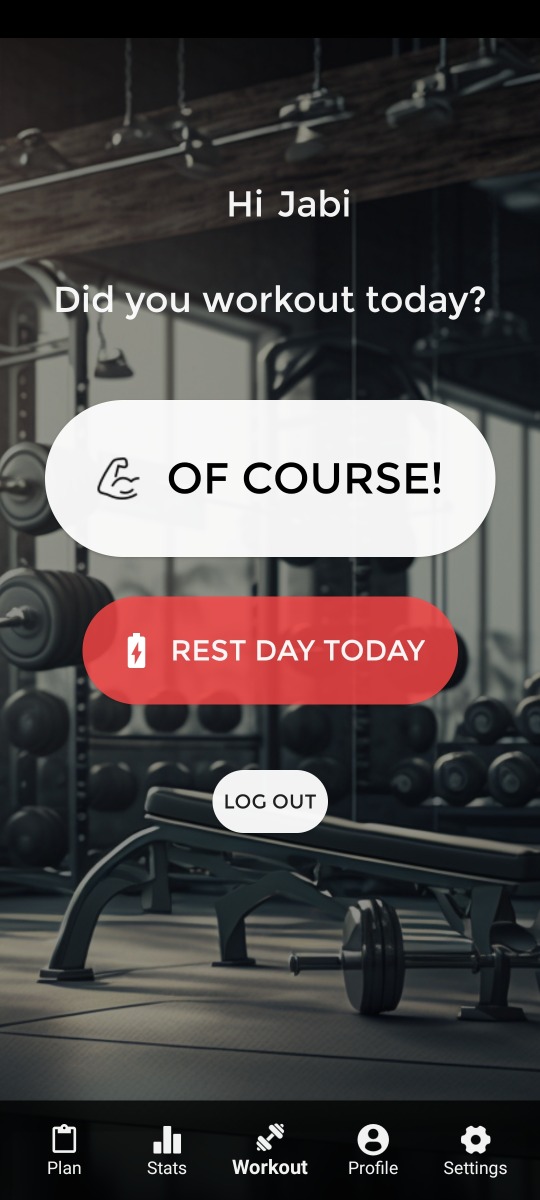 Hi Jabi
Did you workout today?
OF COURSE!
REST DAY TODAY
LOG OUT
Plan
Stats
Workout
Profile
Settings